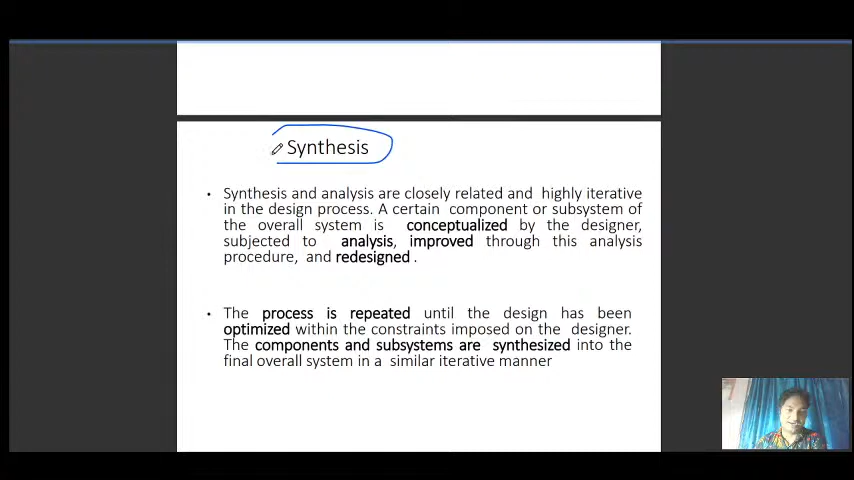 Synthesis
• Synthesis and analysis are closely related and highly iterative
in the design process. A certain component or subsystem of
the overall system is conceptualized by the designer,
subjected to analysis, improved through this analysis
procedure, and redesigned .
• The process is repeated until the design has been
optimized within the constraints imposed on the designer.
The components and subsystems are synthesized into the
final overall system in a similar iterative manner